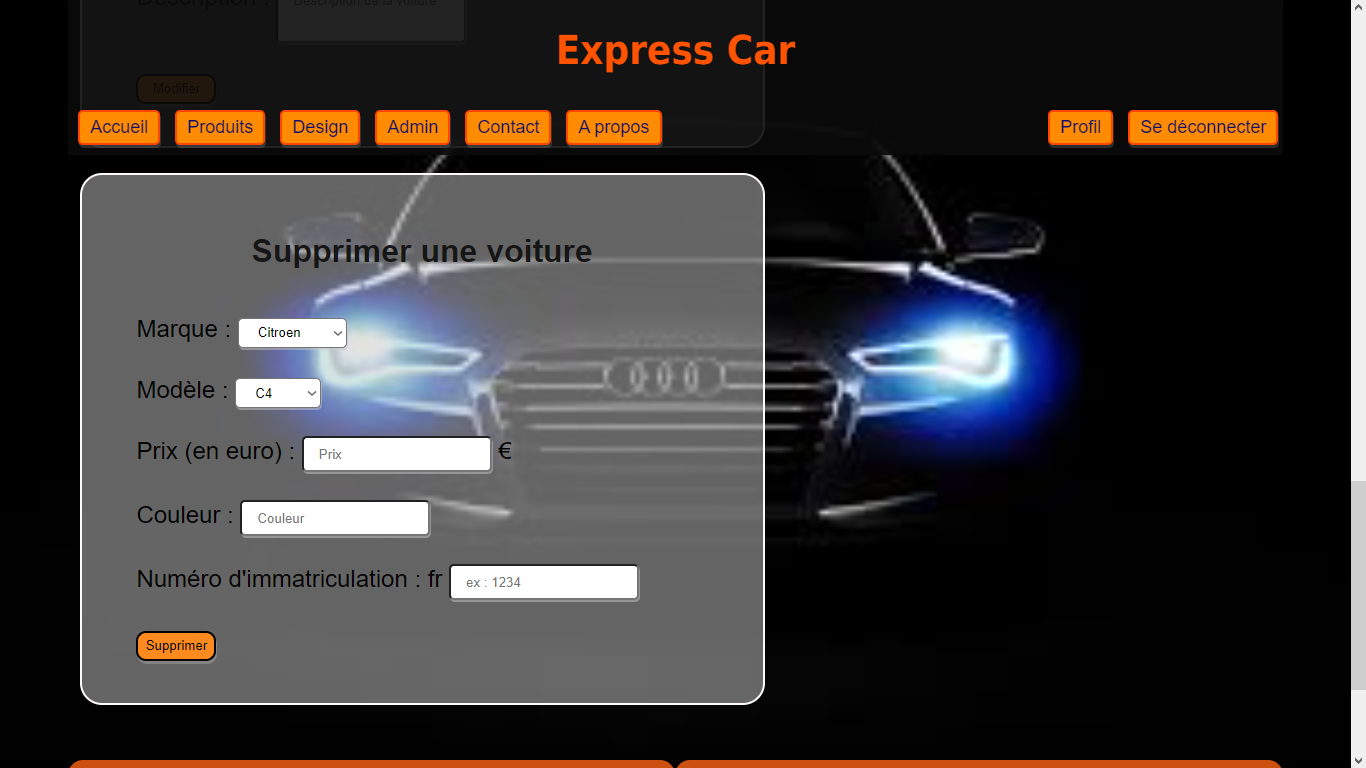 Description : Description de la voiture
Express Car
Modifier
Accueil Produits Design Admin Contact A propos Profil Se déconnecter
Supprimer une voiture
Marque : Citroen
Modèle : C4
Prix (en euro) : Prix €
Couleur : Couleur
Numéro d'immatriculation : fr ex : 1234
Supprimer